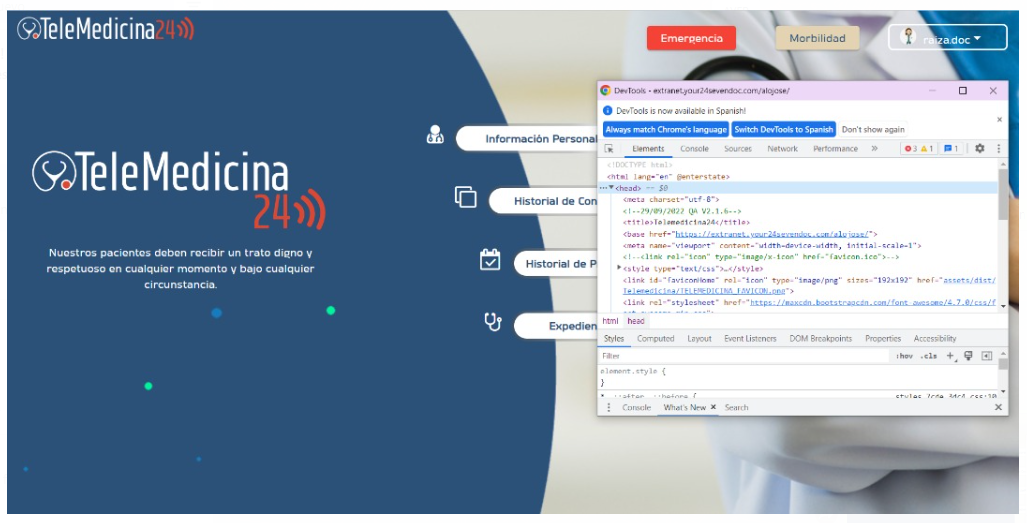 TeleMedicina24
Emergencia
Morbilidad
raiza.doc
DevTools - extranet.your24sevendoc.com/alojose/
DevTools is now available in Spanish!
Always match Chrome's language
Switch DevTools to Spanish
Don't show again
Elements Console Sources Network Performance » 3 1 1
<!DOCTYPE html>
<html lang="en" @enterstate>
<head> == $0
<meta charset="utf-8">
<!--29/09/2022 QA V2.1.6-->
<title>Telemedicina24</title>
<base href="https://extranet.your24sevendoc.com/alojose/">
<meta name="viewport" content="width=device-width, initial-scale=1">
<!--<link rel="icon" type="image/x-icon" href="favicon.ico">-->
<style type="text/css">…</style>
<link id="faviconHome" rel="icon" type="image/png" sizes="192x192" href="assets/dist/
Telemedicina/TELEMEDICINA_FAVICON.png">
<link rel="stylesheet" href="https://maxcdn.bootstrapcdn.com/font-awesome/4.7.0/css/f
html head
Styles Computed Layout Event Listeners DOM Breakpoints Properties Accessibility
Filter :hov .cls +
element.style {
}
*, ::after, ::before {
Console What's New × Search
Información Personal
Historial de Con
Historial de P
Expedien
TeleMedicina
24
Nuestros pacientes deben recibir un trato digno y
respetuoso en cualquier momento y bajo cualquier
circunstancia.